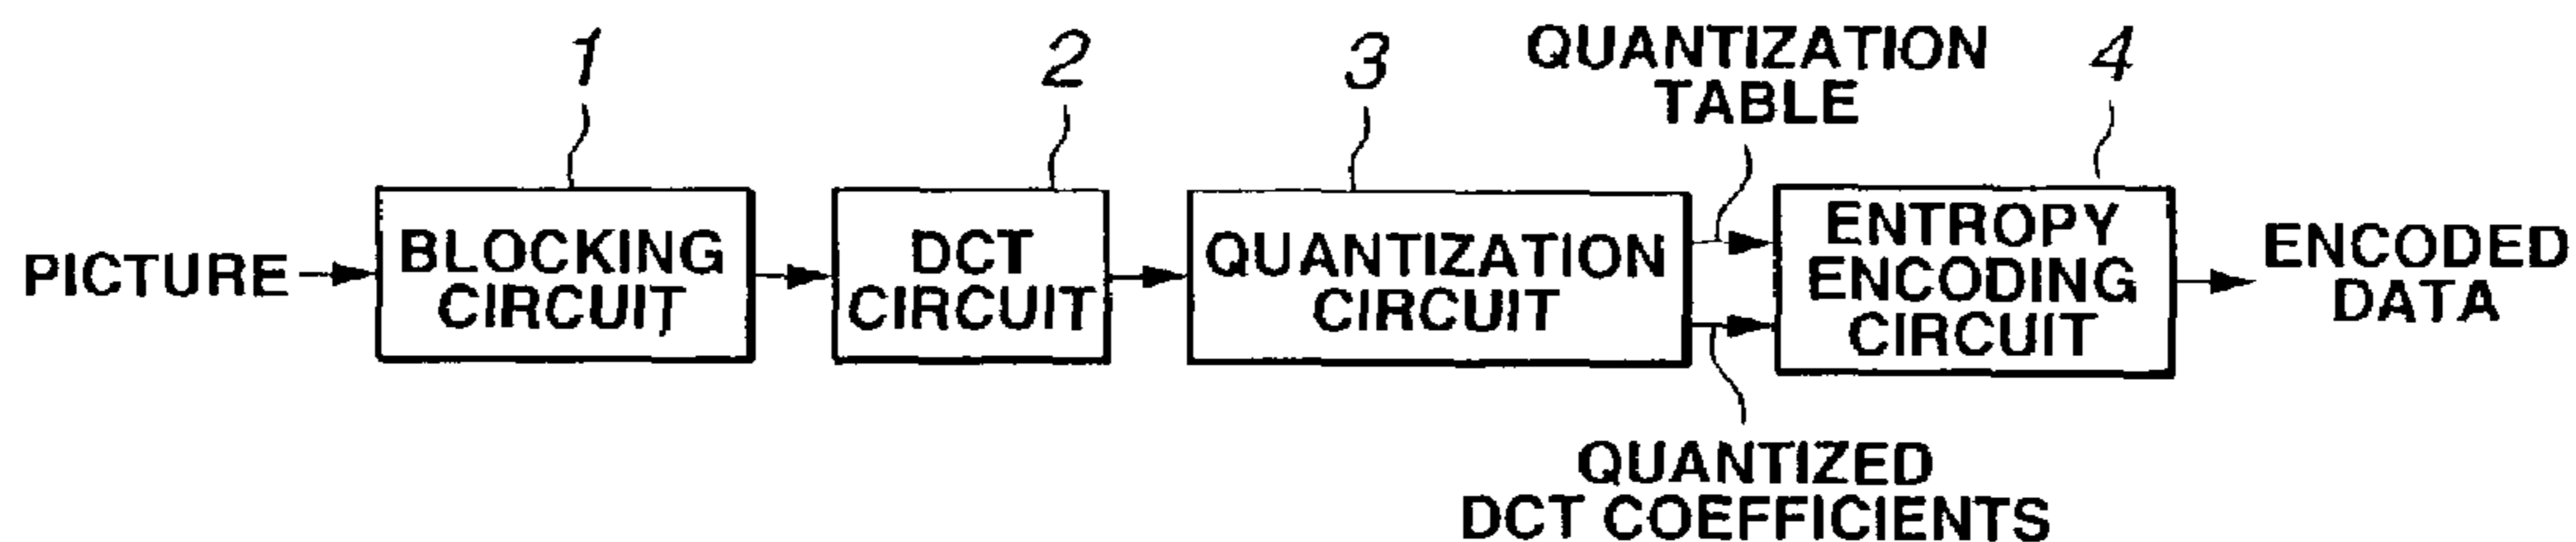 1
2
3
QUANTIZATION
TABLE
4
PICTURE
BLOCKING
CIRCUIT
DCT
CIRCUIT
QUANTIZATION
CIRCUIT
ENTROPY
ENCODING
CIRCUIT
ENCODED
DATA
QUANTIZED
DCT COEFFICIENTS